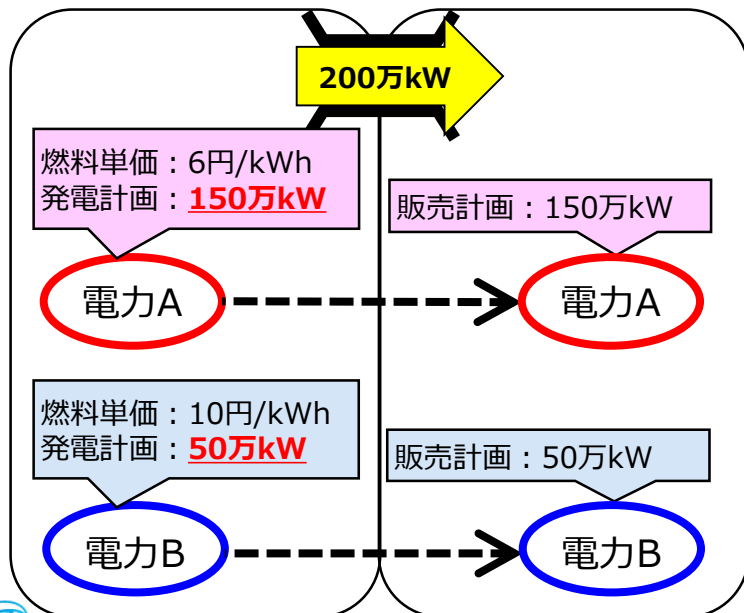 200万kW
燃料単価：6円/kWh
発電計画：150万kW
販売計画：150万kW
電力A
電力A
燃料単価：10円/kWh
発電計画：50万kW
販売計画：50万kW
電力B
電力B